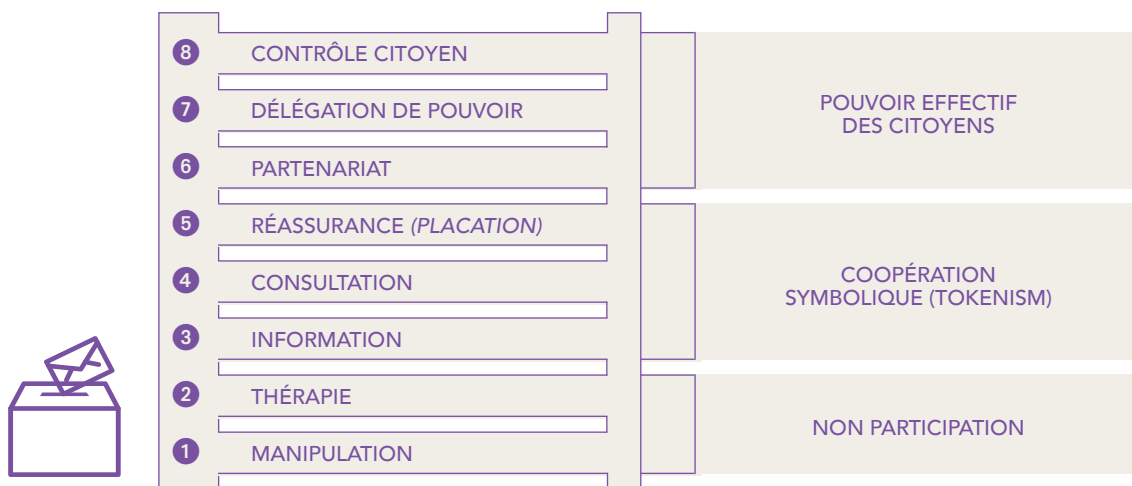 8 CONTRÔLE CITOYEN
7 DÉLÉGATION DE POUVOIR
6 PARTENARIAT
POUVOIR EFFECTIF
DES CITOYENS
5 RÉASSURANCE (PLACATION)
4 CONSULTATION
3 INFORMATION
COOPÉRATION
SYMBOLIQUE (TOKENISM)
2 THÉRAPIE
1 MANIPULATION
NON PARTICIPATION